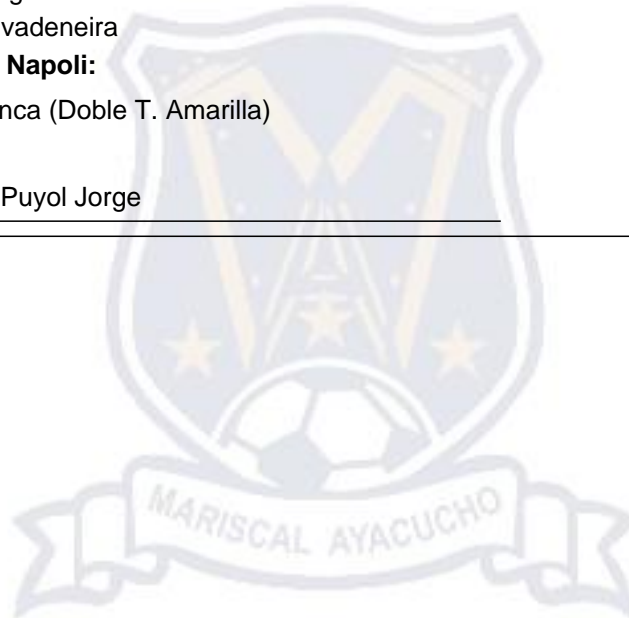 vadeneira
Napoli:
nca (Doble T. Amarilla)
Puyol Jorge
MARISCAL AYACUCHO